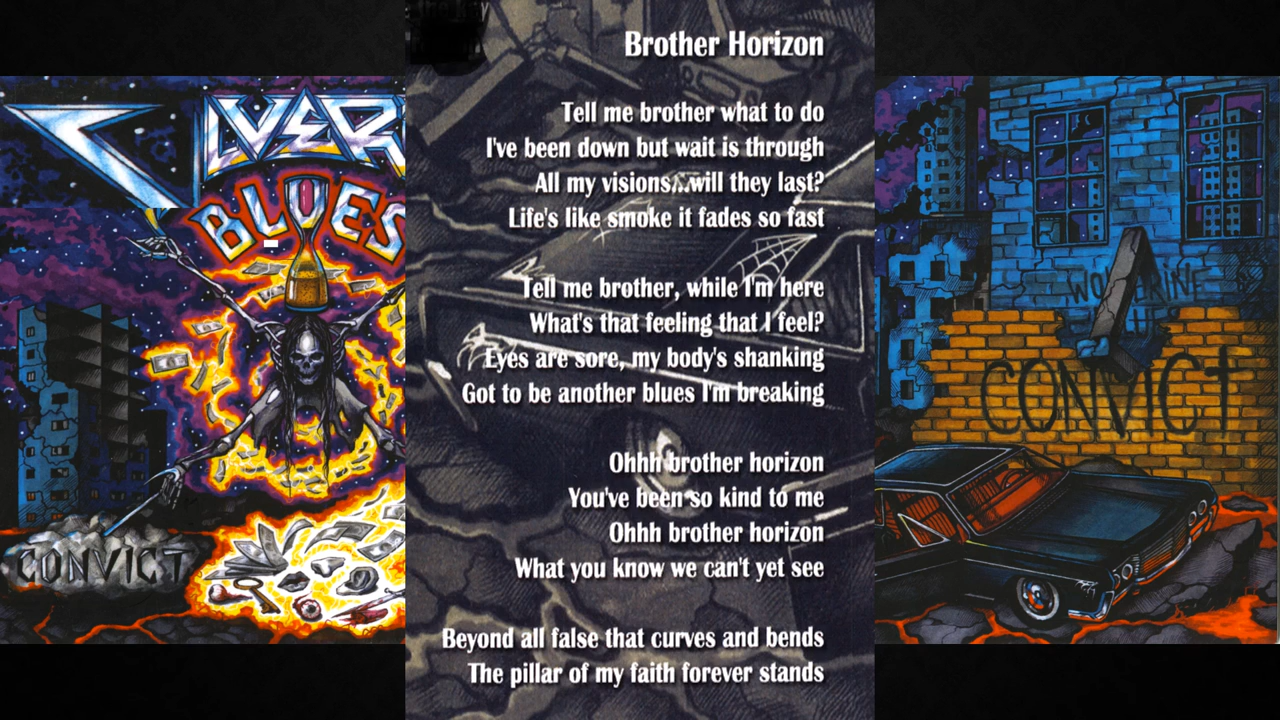 LVER
BLUES
CONVICT
Brother Horizon
Tell me brother what to do
I've been down but wait is through
All my visions...will they last?
Life's like smoke it fades so fast
Tell me brother, while I'm here
What's that feeling that I feel?
Eyes are sore, my body's shanking
Got to be another blues I'm breaking
Ohhh brother horizon
You've been so kind to me
Ohhh brother horizon
What you know we can't yet see
Beyond all false that curves and bends
The pillar of my faith forever stands
CONVICT